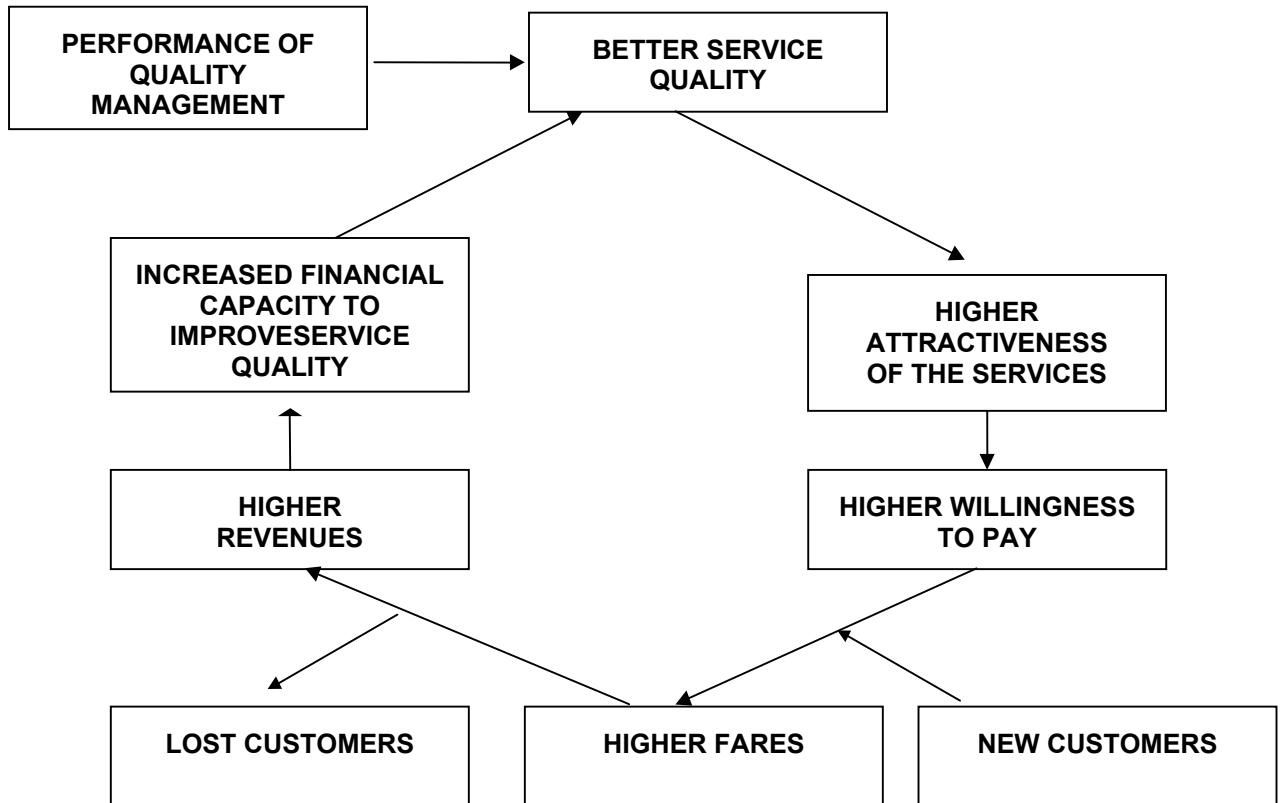 PERFORMANCE OF
QUALITY
MANAGEMENT
BETTER SERVICE
QUALITY
INCREASED FINANCIAL
CAPACITY TO
IMPROVESERVICE
QUALITY
HIGHER
ATTRACTIVENESS
OF THE SERVICES
HIGHER
REVENUES
HIGHER WILLINGNESS
TO PAY
LOST CUSTOMERS
HIGHER FARES
NEW CUSTOMERS